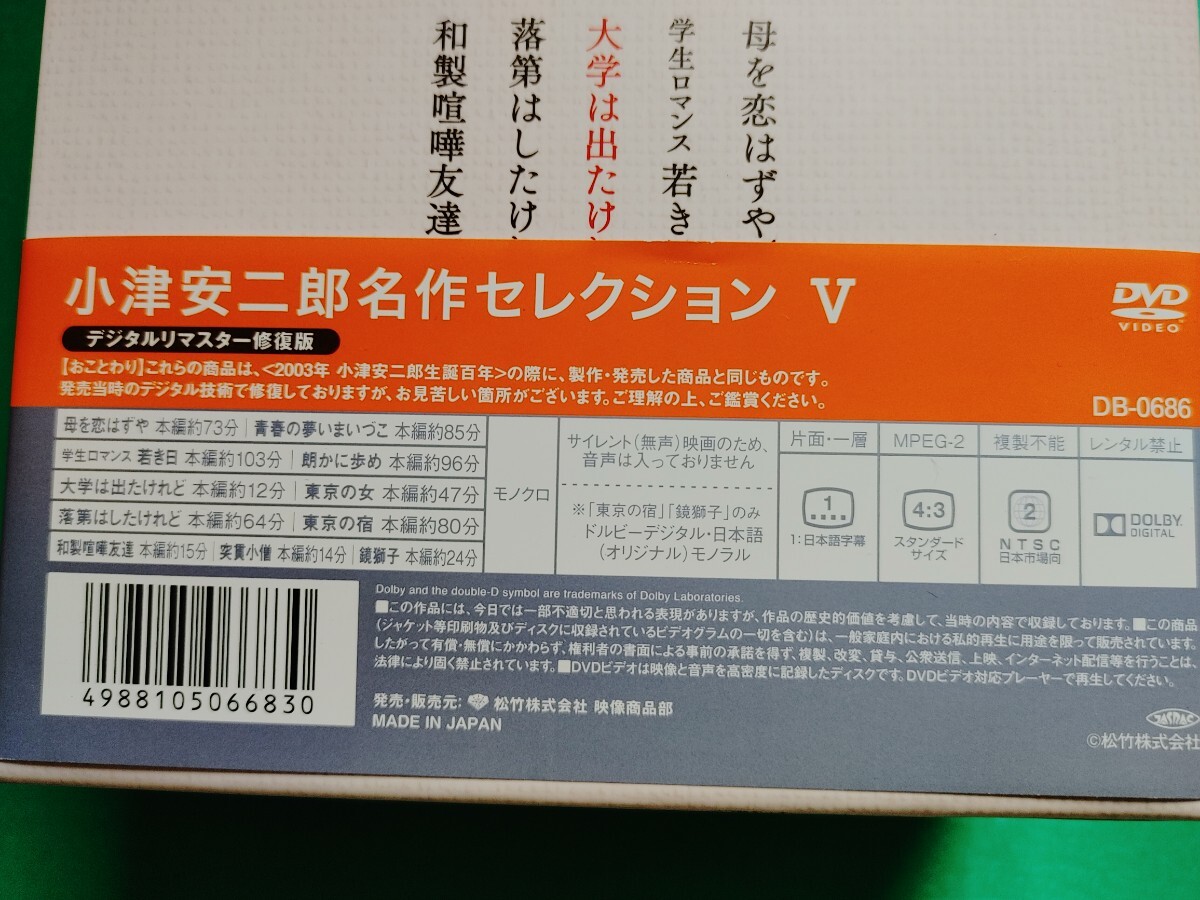 母を恋はずや
学生ロマンス 若き
大学は出たけ
落第はしたけ
和製喧嘩友達
小津安二郎名作セレクション V
デジタルリマスター修復版
DVD
VIDEO
【おことわり】これらの商品は、<2003年 小津安二郎生誕百年>の際に、製作・発売した商品と同じものです。
発売当時のデジタル技術で修復しておりますが、お見苦しい箇所がございます。ご理解の上、ご鑑賞ください。
DB-0686
母を恋はずや 本編約73分 | 青春の夢いまいづこ 本編約85分
学生ロマンス 若き日 本編約103分 | 朗かに歩め 本編約96分
大学は出たけれど 本編約12分 | 東京の女 本編約47分
落第はしたけれど 本編約64分 | 東京の宿 本編約80分
和製喧嘩友達 本編約15分 | 突貫小僧 本編約14分 | 鏡獅子 本編約24分
モノクロ
サイレント(無声)映画のため、
音声は入っておりません
※「東京の宿」「鏡獅子」のみ
ドルビーデジタル・日本語
(オリジナル)モノラル
片面・一層
1
1:日本語字幕
MPEG-2
4:3
スタンダード
サイズ
複製不能
2
NTSC
日本市場向
レンタル禁止
DOLBY
DIGITAL
Dolby and the double-D symbol are trademarks of Dolby Laboratories.
■この作品には、今日では一部不適切と思われる表現がありますが、作品の歴史的価値を考慮して、当時の内容で収録しております。■この商品
(ジャケット等印刷物及びディスクに収録されているビデオグラムの一切を含む)は、一般家庭内における私的再生に用途を限って販売されています。
したがって有償・無償にかかわらず、権利者の書面による事前の承諾を得ず、複製、改変、貸与、公衆送信、上映、インターネット配信等を行うことは、
法律により固く禁止されています。■DVDビデオは映像と音声を高密度に記録したディスクです。DVDビデオ対応プレーヤーで再生してください。
4988105066830
発売・販売元: 松竹株式会社 映像商品部
MADE IN JAPAN
JASRAC
©松竹株式会社